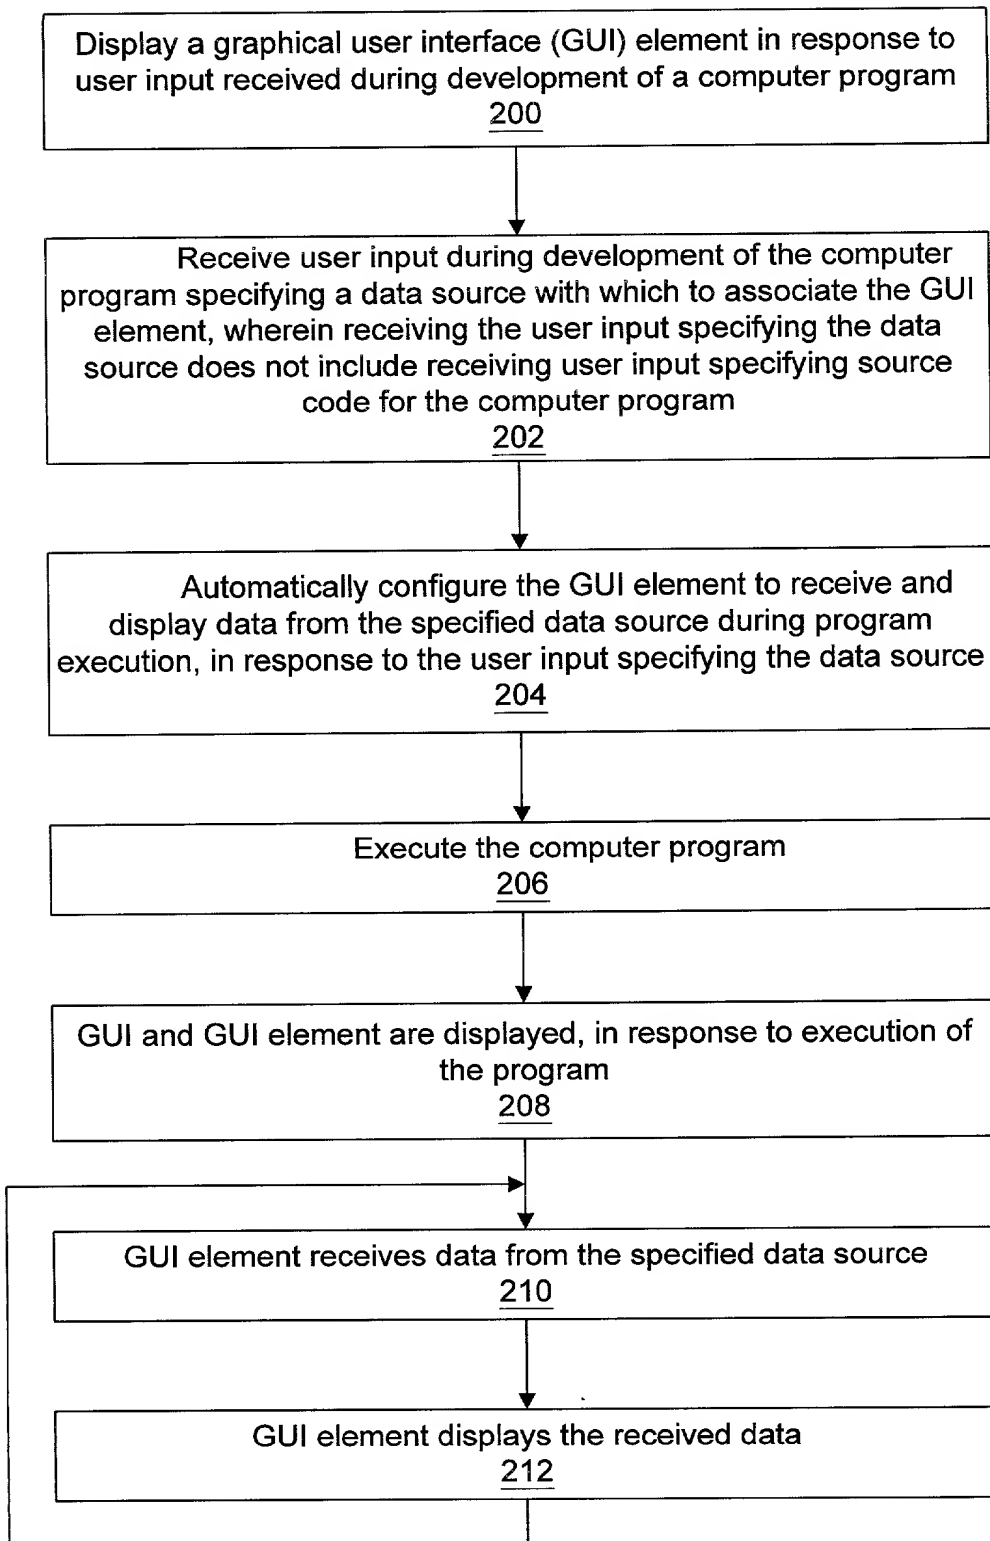 Display a graphical user interface (GUI) element in response to
user input received during development of a computer program
200
Receive user input during development of the computer
program specifying a data source with which to associate the GUI
element, wherein receiving the user input specifying the data
source does not include receiving user input specifying source
code for the computer program
202
Automatically configure the GUI element to receive and
display data from the specified data source during program
execution, in response to the user input specifying the data source
204
Execute the computer program
206
GUI and GUI element are displayed, in response to execution of
the program
208
GUI element receives data from the specified data source
210
GUI element displays the received data
212